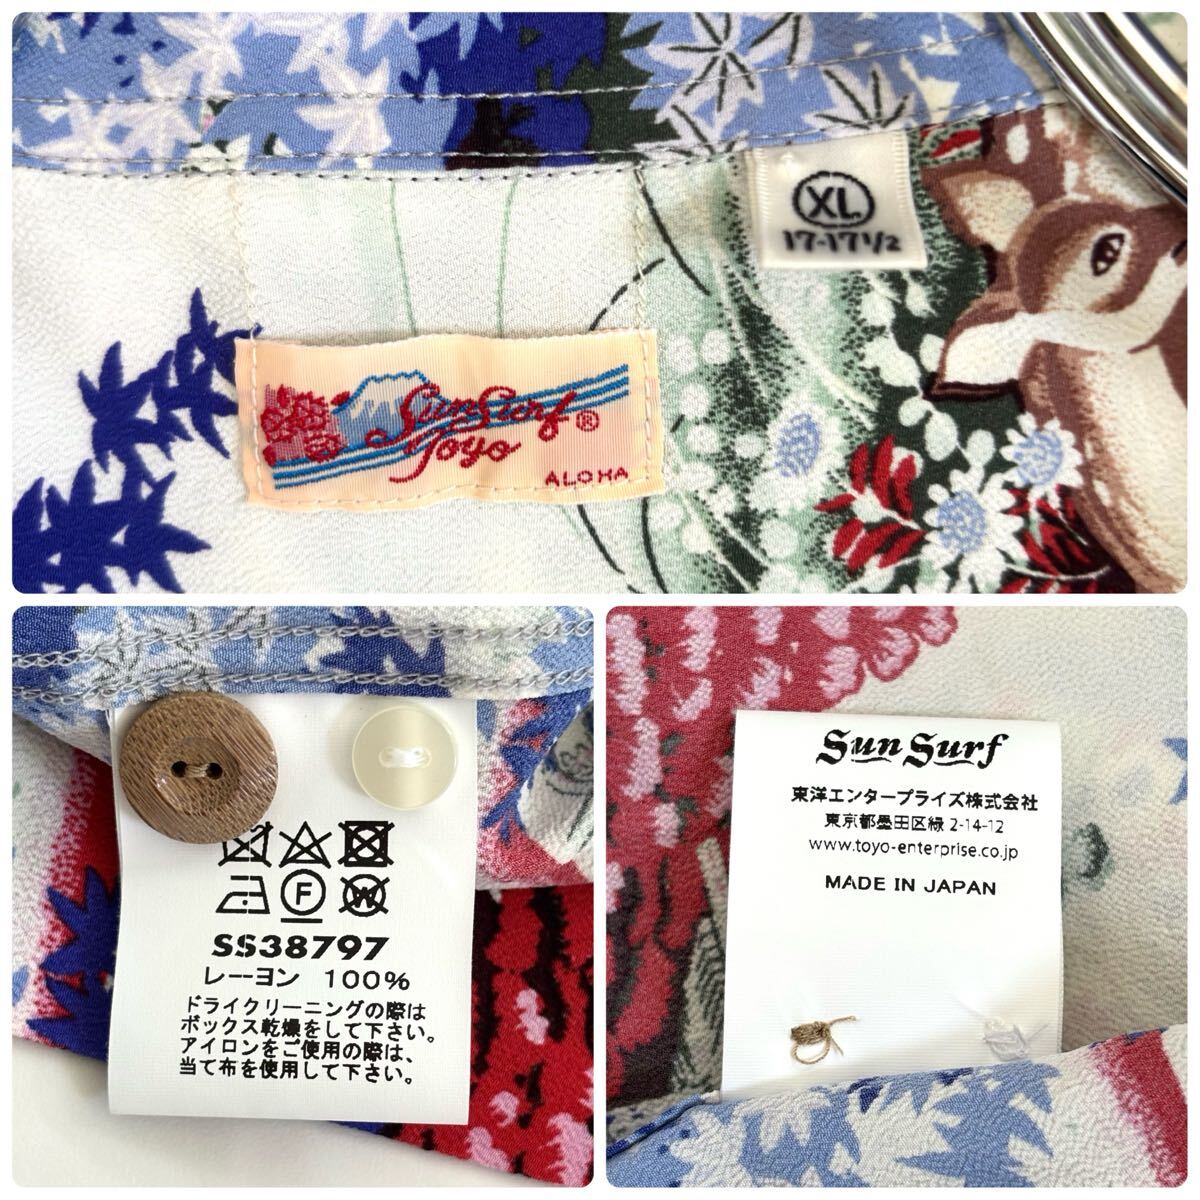 XL
17-17 1/2
SunSurf ®
Toyo
ALOHA
F W
SS38797
レーヨン 100%
ドライクリーニングの際は
ボックス乾燥をして下さい。
アイロンをご使用の際は、
当て布を使用して下さい。
Sun Surf
東洋エンタープライズ株式会社
東京都墨田区緑 2-14-12
www.toyo-enterprise.co.jp
MADE IN JAPAN